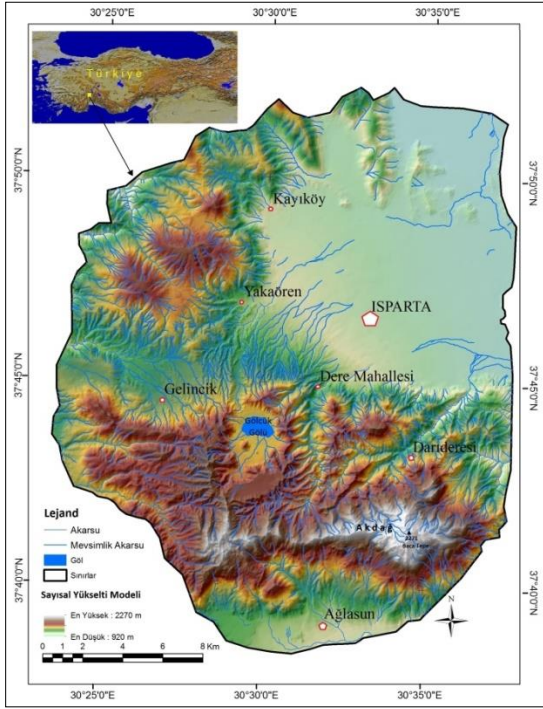 30°25'0"E
30°30'0"E
30°35'0"E
Türkiye
37°50'0"N
37°50'0"N
Kayıköy
Yakaören
ISPARTA
37°45'0"N
37°45'0"N
Dere Mahallesi
Gelincik
Gölcük
Gölü
Darıderesi
Lejand
Akarsu
Mevsimlik Akarsu
Göl
Sınırlar
Akdağ
Sayısal Yükselti Modeli
En Yüksek : 2270 m
En Düşük : 920 m
37°40'0"N
37°40'0"N
Ağlasun
N
0 1 2 4 6 8 Km
30°25'0"E
30°30'0"E
30°35'0"E